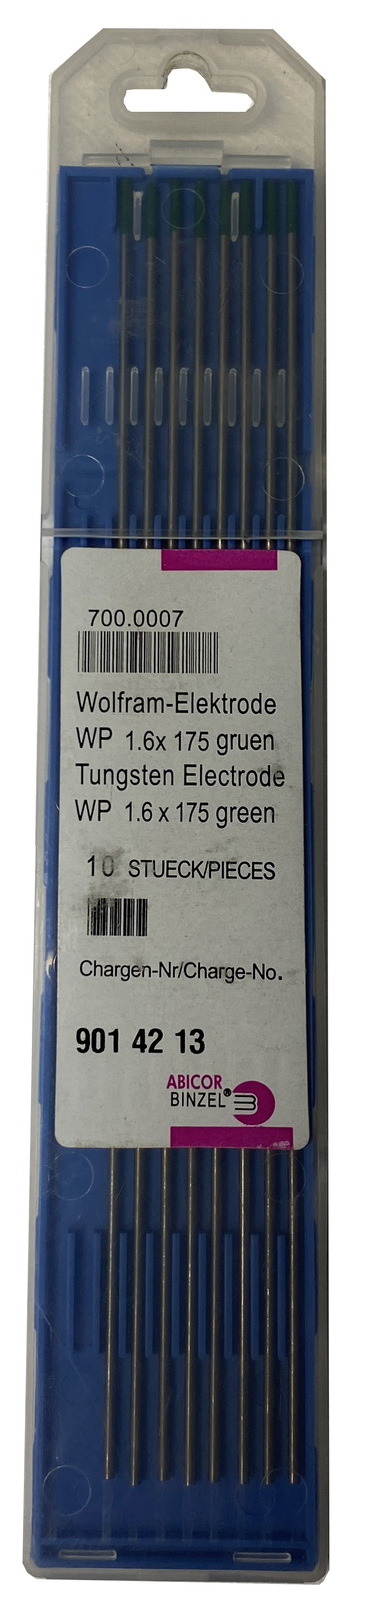 700.0007
Wolfram-Elektrode
WP 1.6x 175 gruen
Tungsten Electrode
WP 1.6 x 175 green
10 STUECK/PIECES
Chargen-Nr/Charge-No.
901 42 13
ABICOR
BINZEL®